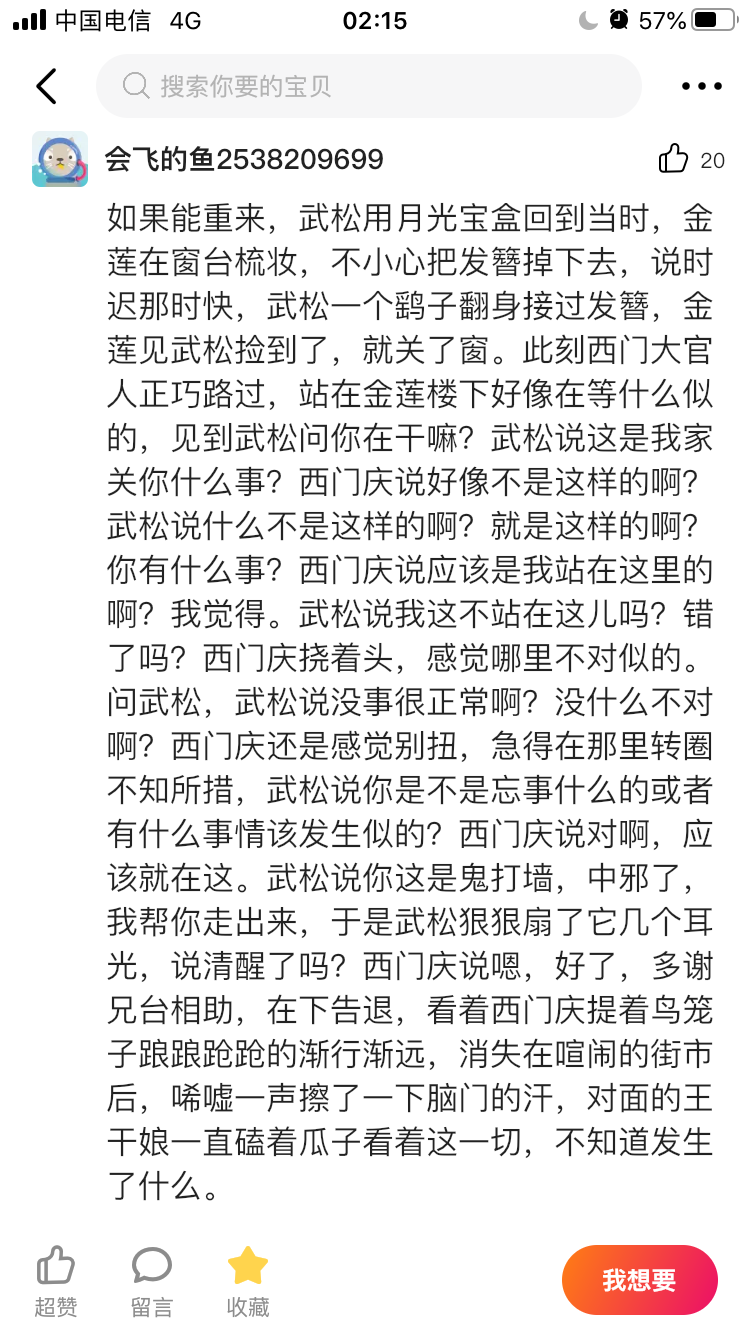 中国电信 4G 02:15 57%
搜索你要的宝贝
会飞的鱼2538209699 20
如果能重来，武松用月光宝盒回到当时，金
莲在窗台梳妆，不小心把发簪掉下去，说时
迟那时快，武松一个鹞子翻身接过发簪，金
莲见武松捡到了，就关了窗。此刻西门大官
人正巧路过，站在金莲楼下好像在等什么似
的，见到武松问你在干嘛？武松说这是我家
关你什么事？西门庆说好像不是这样的啊？
武松说什么不是这样的啊？就是这样的啊？
你有什么事？西门庆说应该是我站在这里的
啊？我觉得。武松说我这不站在这儿吗？错
了吗？西门庆挠着头，感觉哪里不对似的。
问武松，武松说没事很正常啊？没什么不对
啊？西门庆还是感觉别扭，急得在那里转圈
不知所措，武松说你是不是忘事什么的或者
有什么事情该发生似的？西门庆说对啊，应
该就在这。武松说你这是鬼打墙，中邪了，
我帮你走出来，于是武松狠狠扇了它几个耳
光，说清醒了吗？西门庆说嗯，好了，多谢
兄台相助，在下告退，看着西门庆提着鸟笼
子踉踉跄跄的渐行渐远，消失在喧闹的街市
后，唏嘘一声擦了一下脑门的汗，对面的王
干娘一直磕着瓜子看着这一切，不知道发生
了什么。
超赞 留言 收藏 我想要